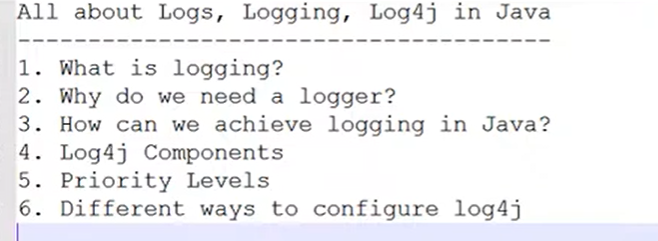 All about Logs, Logging, Log4j in Java
--------------------------------------
1. What is logging?
2. Why do we need a logger?
3. How can we achieve logging in Java?
4. Log4j Components
5. Priority Levels
6. Different ways to configure log4j